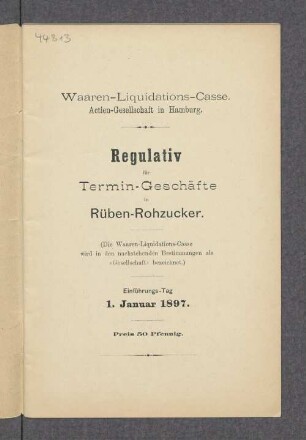 44313
Waaren-Liquidations-Casse.
Actien-Gesellschaft in Hamburg.
Regulativ
für
Termin-Geschäfte
in
Rüben-Rohzucker.
(Die Waaren-Liquidations-Casse
wird in den nachstehenden Bestimmungen als
»Gesellschaft« bezeichnet.)
Einführungs-Tag
1. Januar 1897.
Preis 50 Pfennig.